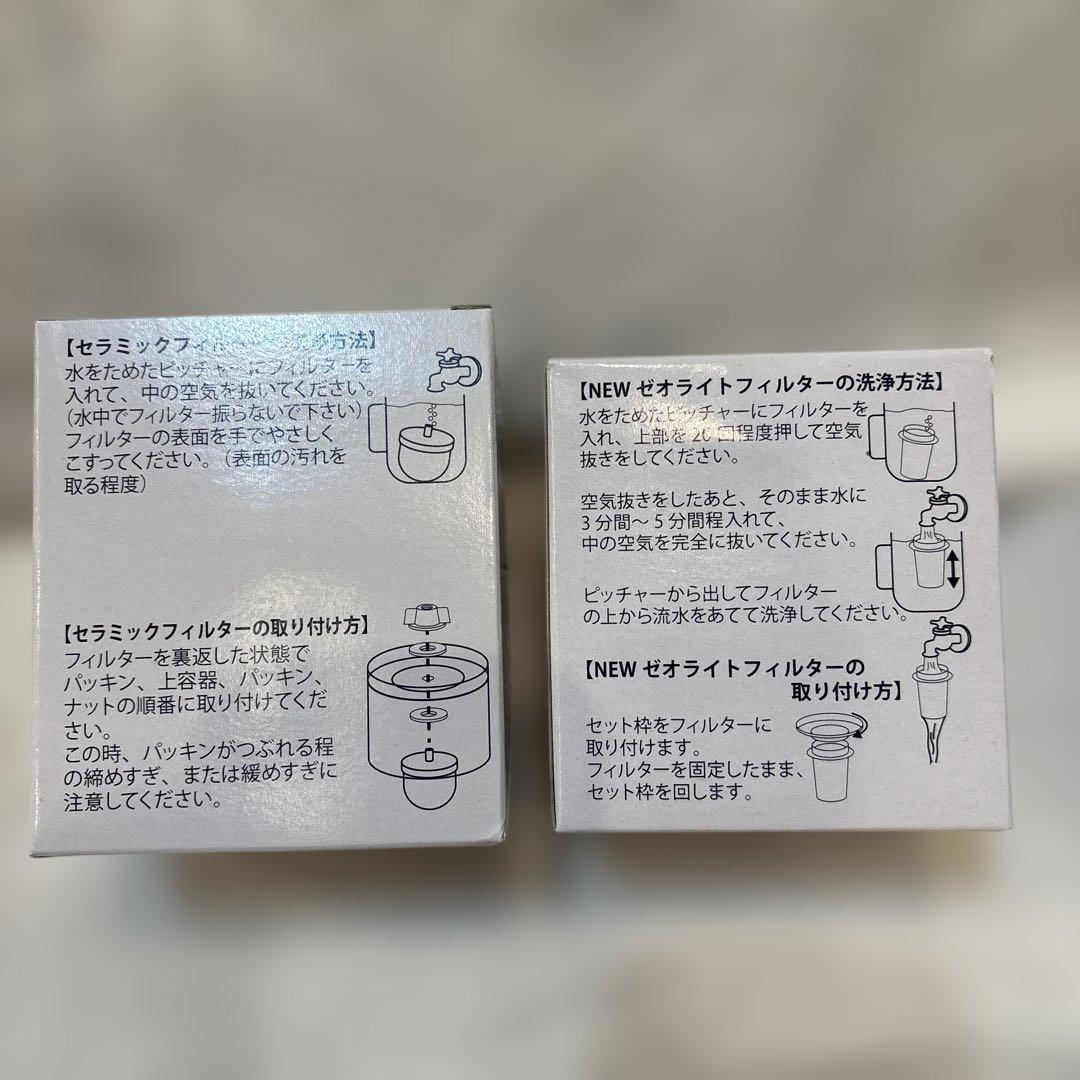 【セラミックフィルターの洗浄方法】
水をためたピッチャーにフィルターを
入れて、中の空気を抜いてください。
(水中でフィルター振らないで下さい)
フィルターの表面を手でやさしく
こすってください。(表面の汚れを
取る程度)
【セラミックフィルターの取り付け方】
フィルターを裏返した状態で
パッキン、上容器、パッキン、
ナットの順番に取り付けてくだ
さい。
この時、パッキンがつぶれる程
の締めすぎ、または緩めすぎに
注意してください。
【NEW ゼオライトフィルターの洗浄方法】
水をためたピッチャーにフィルターを
入れ、上部を 20 回程度押して空気
抜きをしてください。
空気抜きをしたあと、そのまま水に
3 分間〜 5 分間程入れて、
中の空気を完全に抜いてください。
ピッチャーから出してフィルター
の上から流水をあてて洗浄してください。
【NEW ゼオライトフィルターの
取り付け方】
セット枠をフィルターに
取り付けます。
フィルターを固定したまま、
セット枠を回します。